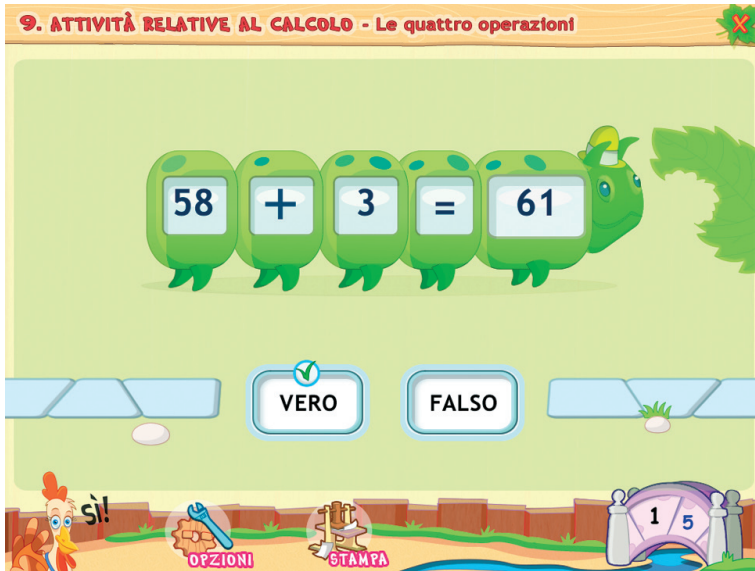 9. ATTIVITÀ RELATIVE AL CALCOLO - Le quattro operazioni
X
58 + 3 = 61
VERO FALSO
SÌ!
OPZIONI STAMPA
1 5